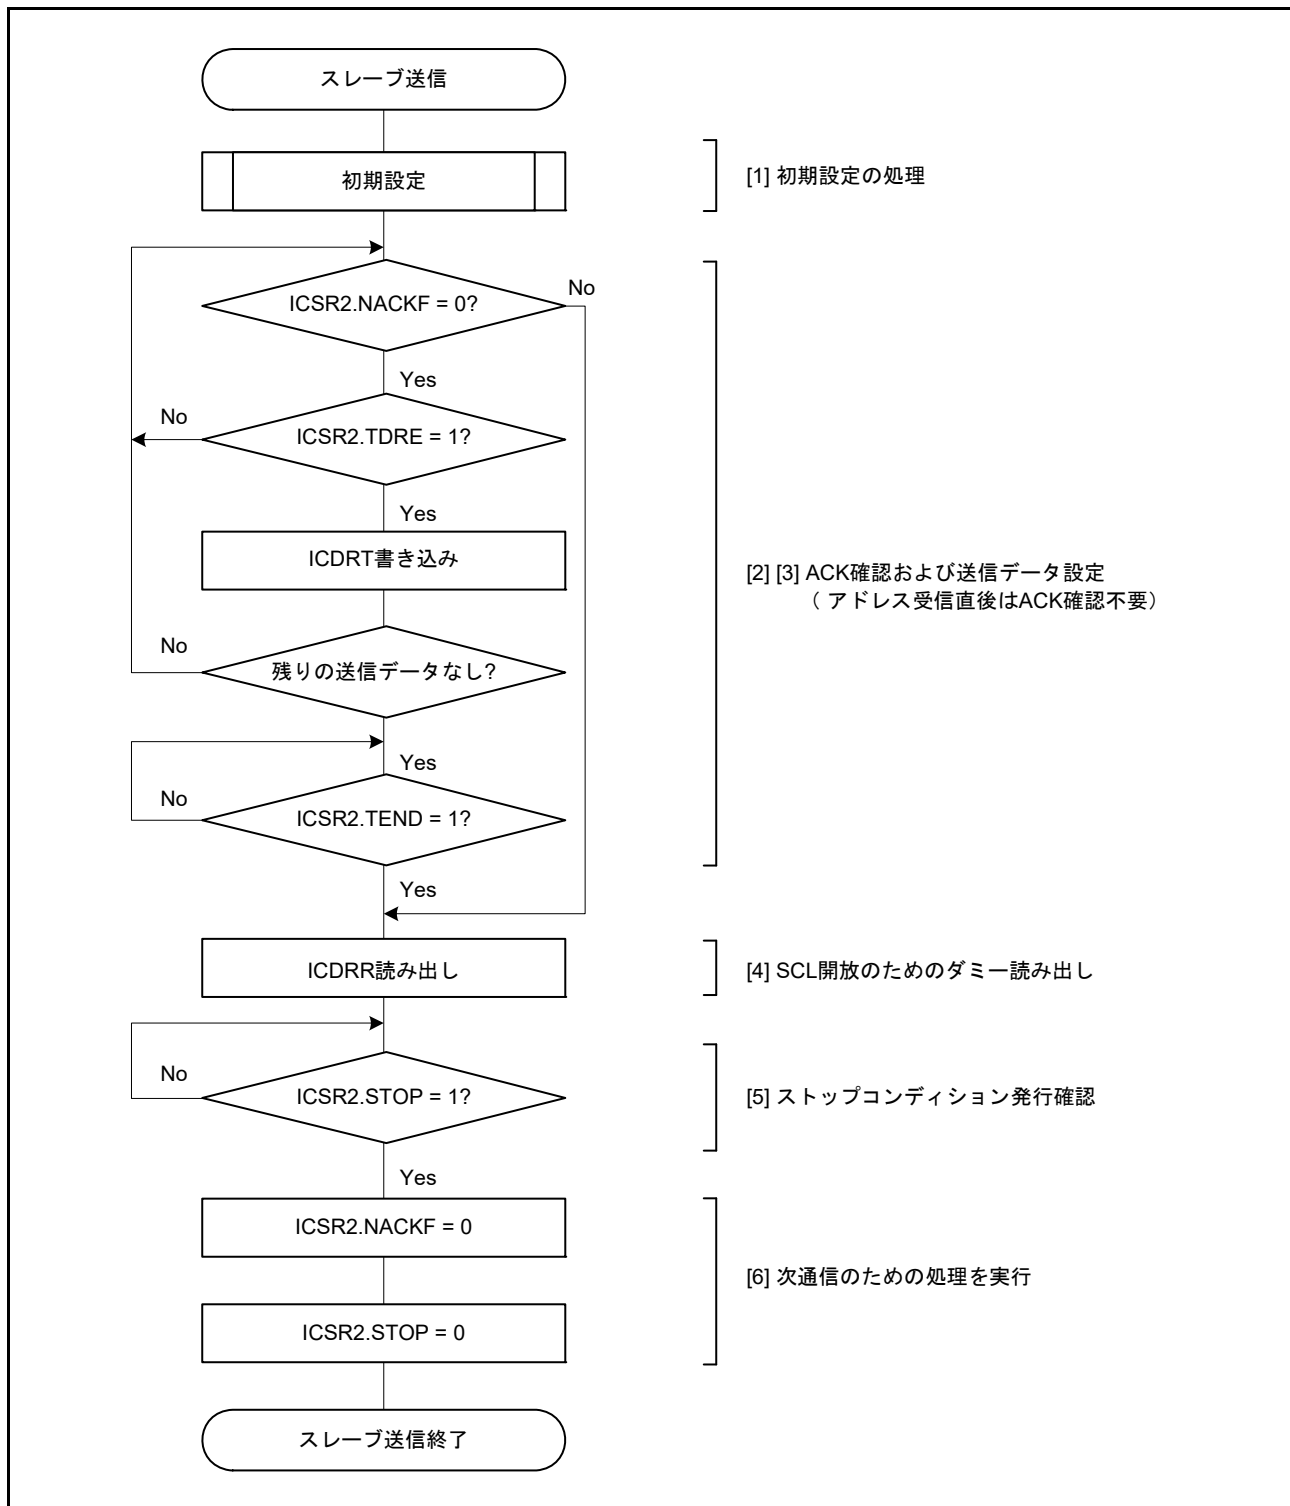 スレーブ送信
初期設定
[1] 初期設定の処理
ICSR2.NACKF = 0?
No
Yes
No
ICSR2.TDRE = 1?
Yes
ICDRT書き込み
[2] [3] ACK確認および送信データ設定
（ アドレス受信直後はACK確認不要）
No
残りの送信データなし?
Yes
No
ICSR2.TEND = 1?
Yes
ICDRR読み出し
[4] SCL開放のためのダミー読み出し
No
ICSR2.STOP = 1?
[5] ストップコンディション発行確認
Yes
ICSR2.NACKF = 0
[6] 次通信のための処理を実行
ICSR2.STOP = 0
スレーブ送信終了